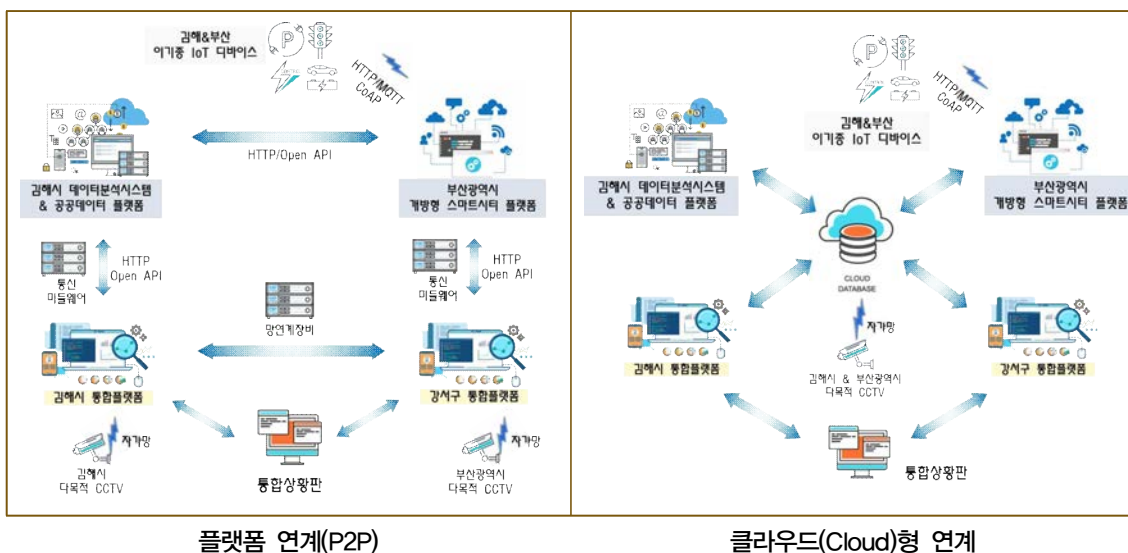 김해&부산
이기종 IoT 디바이스
HTTP/MQTT
CoAP
HTTP/Open API
김해시 데이터분석시스템
& 공공데이터 플랫폼
부산광역시
개방형 스마트시티 플랫폼
HTTP
Open API
통신
미들웨어
HTTP
Open API
통신
미들웨어
망연계장비
김해시 통합플랫폼
강서구 통합플랫폼
자가망
김해시
다목적 CCTV
통합상황판
자가망
부산광역시
다목적 CCTV
플랫폼 연계(P2P)
HTTP/MQTT
CoAP
김해&부산
이기종 IoT 디바이스
김해시 데이터분석시스템
& 공공데이터 플랫폼
부산광역시
개방형 스마트시티 플랫폼
CLOUD
DATABASE
자가망
김해시 & 부산광역시
다목적 CCTV
김해시 통합플랫폼
강서구 통합플랫폼
통합상황판
클라우드(Cloud)형 연계